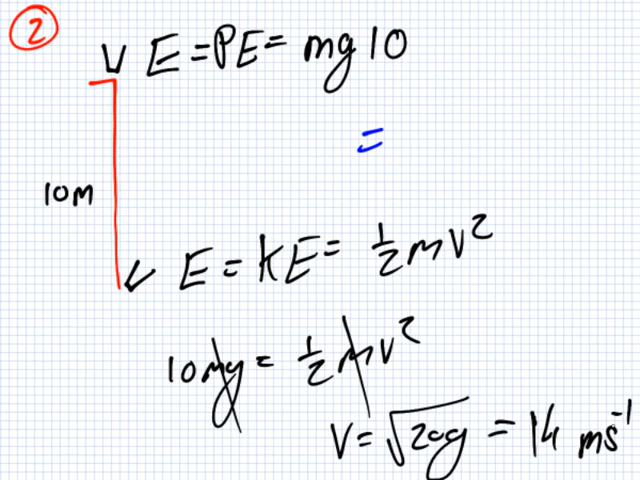 2
E = PE = mg10
=
10m
E = KE = ½mv²
10mg = ½mv²
v = √20g = 14 ms⁻¹